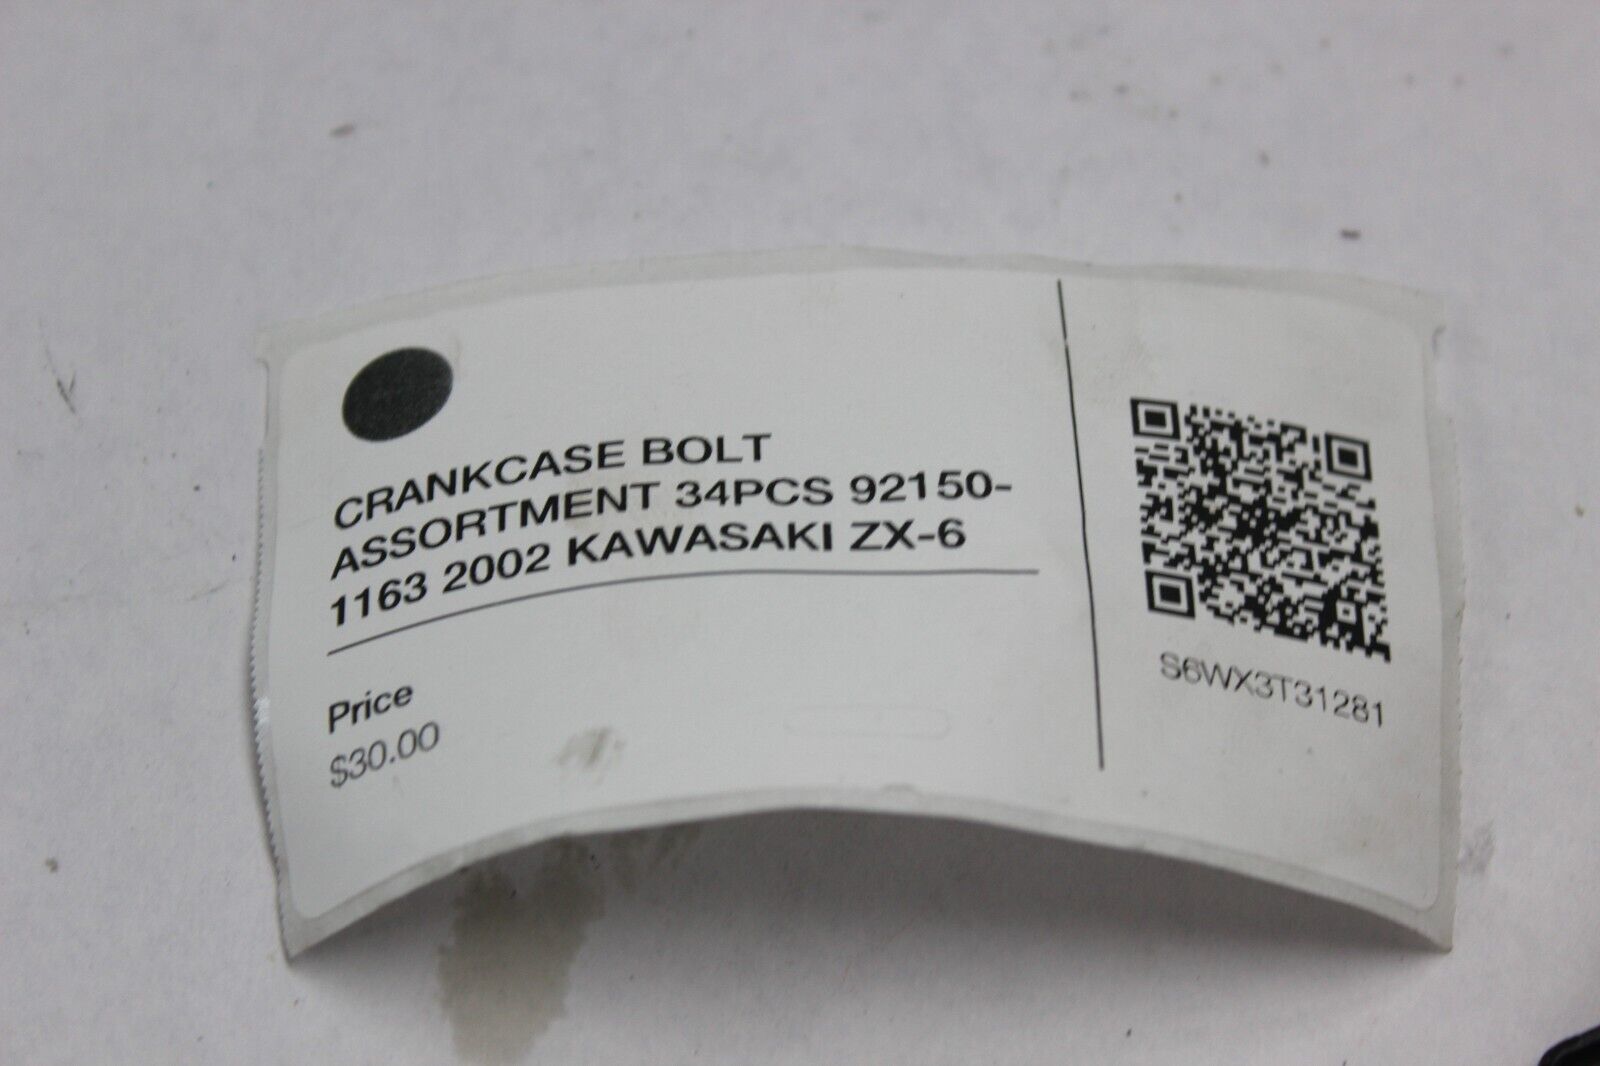 CRANKCASE BOLT
ASSORTMENT 34PCS 92150-
1163 2002 KAWASAKI ZX-6
Price
$30.00
S6WX3T31281